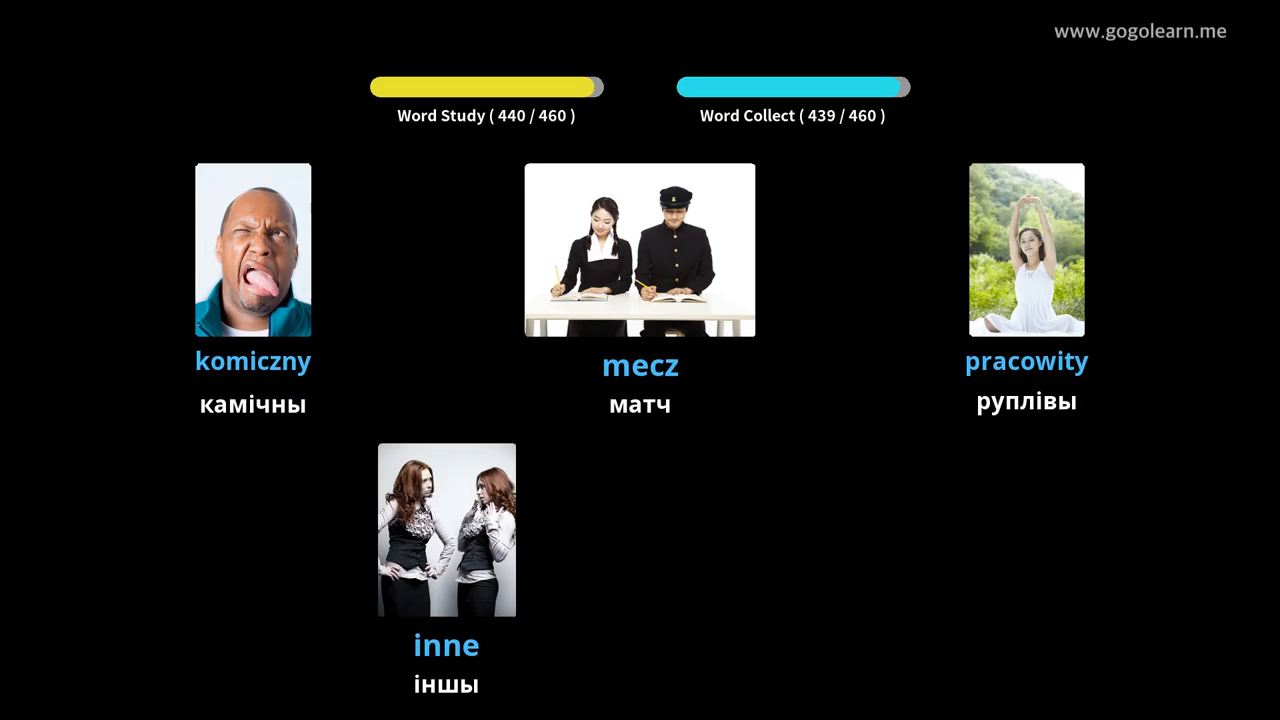 www.gogolearn.me
Word Study ( 440 / 460 )
Word Collect ( 439 / 460 )
komiczny
камічны
mecz
матч
pracowity
руплівы
inne
іншы